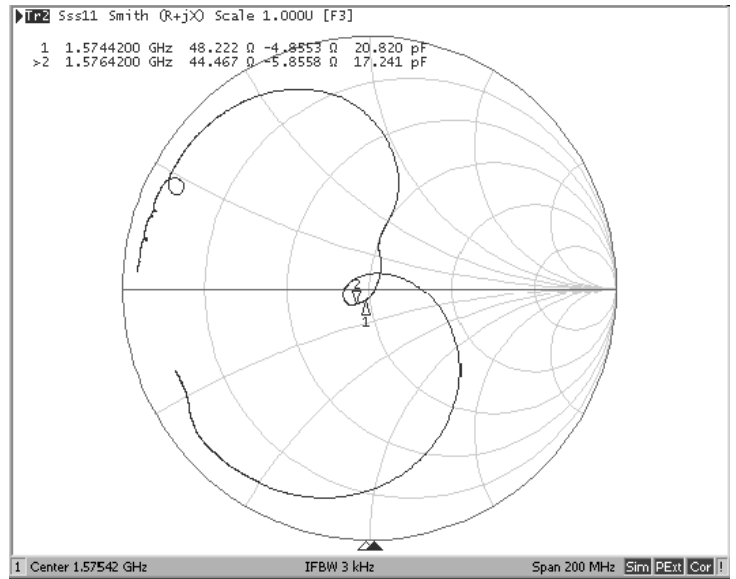 Tr2 Sss11 Smith (R+jX) Scale 1.000U [F3]
1 1.5744200 GHz 48.222 Ω -4.8553 Ω 20.820 pF
>2 1.5764200 GHz 44.467 Ω -5.8558 Ω 17.241 pF
2
1
1 Center 1.57542 GHz IFBW 3 kHz Span 200 MHz Sim PExt Cor !